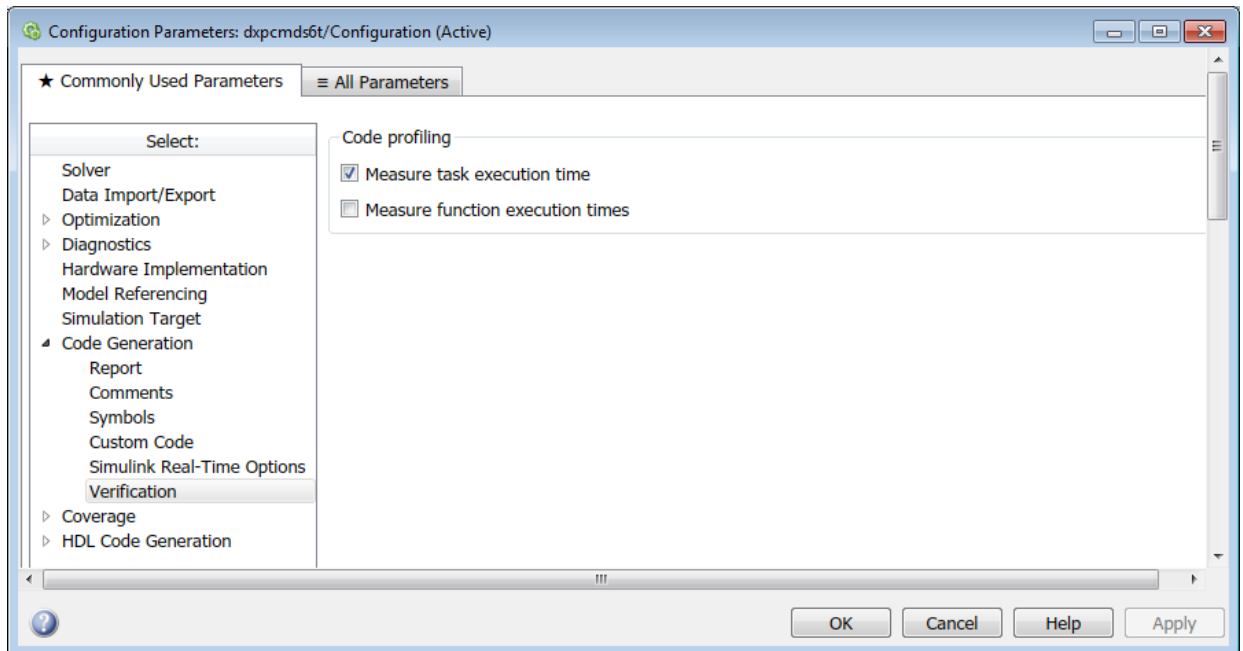 Configuration Parameters: dxpcmds6t/Configuration (Active)
★ Commonly Used Parameters
≡ All Parameters
Select:
Solver
Data Import/Export
Optimization
Diagnostics
Hardware Implementation
Model Referencing
Simulation Target
Code Generation
Report
Comments
Symbols
Custom Code
Simulink Real-Time Options
Verification
Coverage
HDL Code Generation
Code profiling
Measure task execution time
Measure function execution times
OK
Cancel
Help
Apply